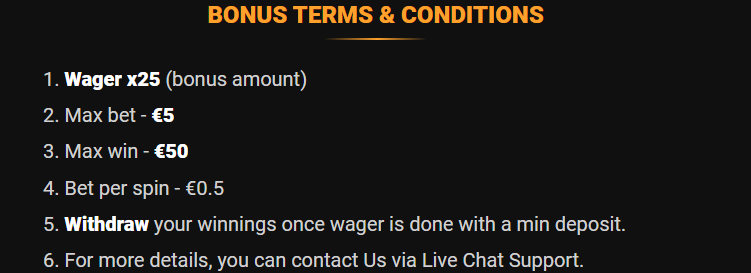 BONUS TERMS & CONDITIONS
1. Wager x25 (bonus amount)
2. Max bet - €5
3. Max win - €50
4. Bet per spin - €0.5
5. Withdraw your winnings once wager is done with a min deposit.
6. For more details, you can contact Us via Live Chat Support.